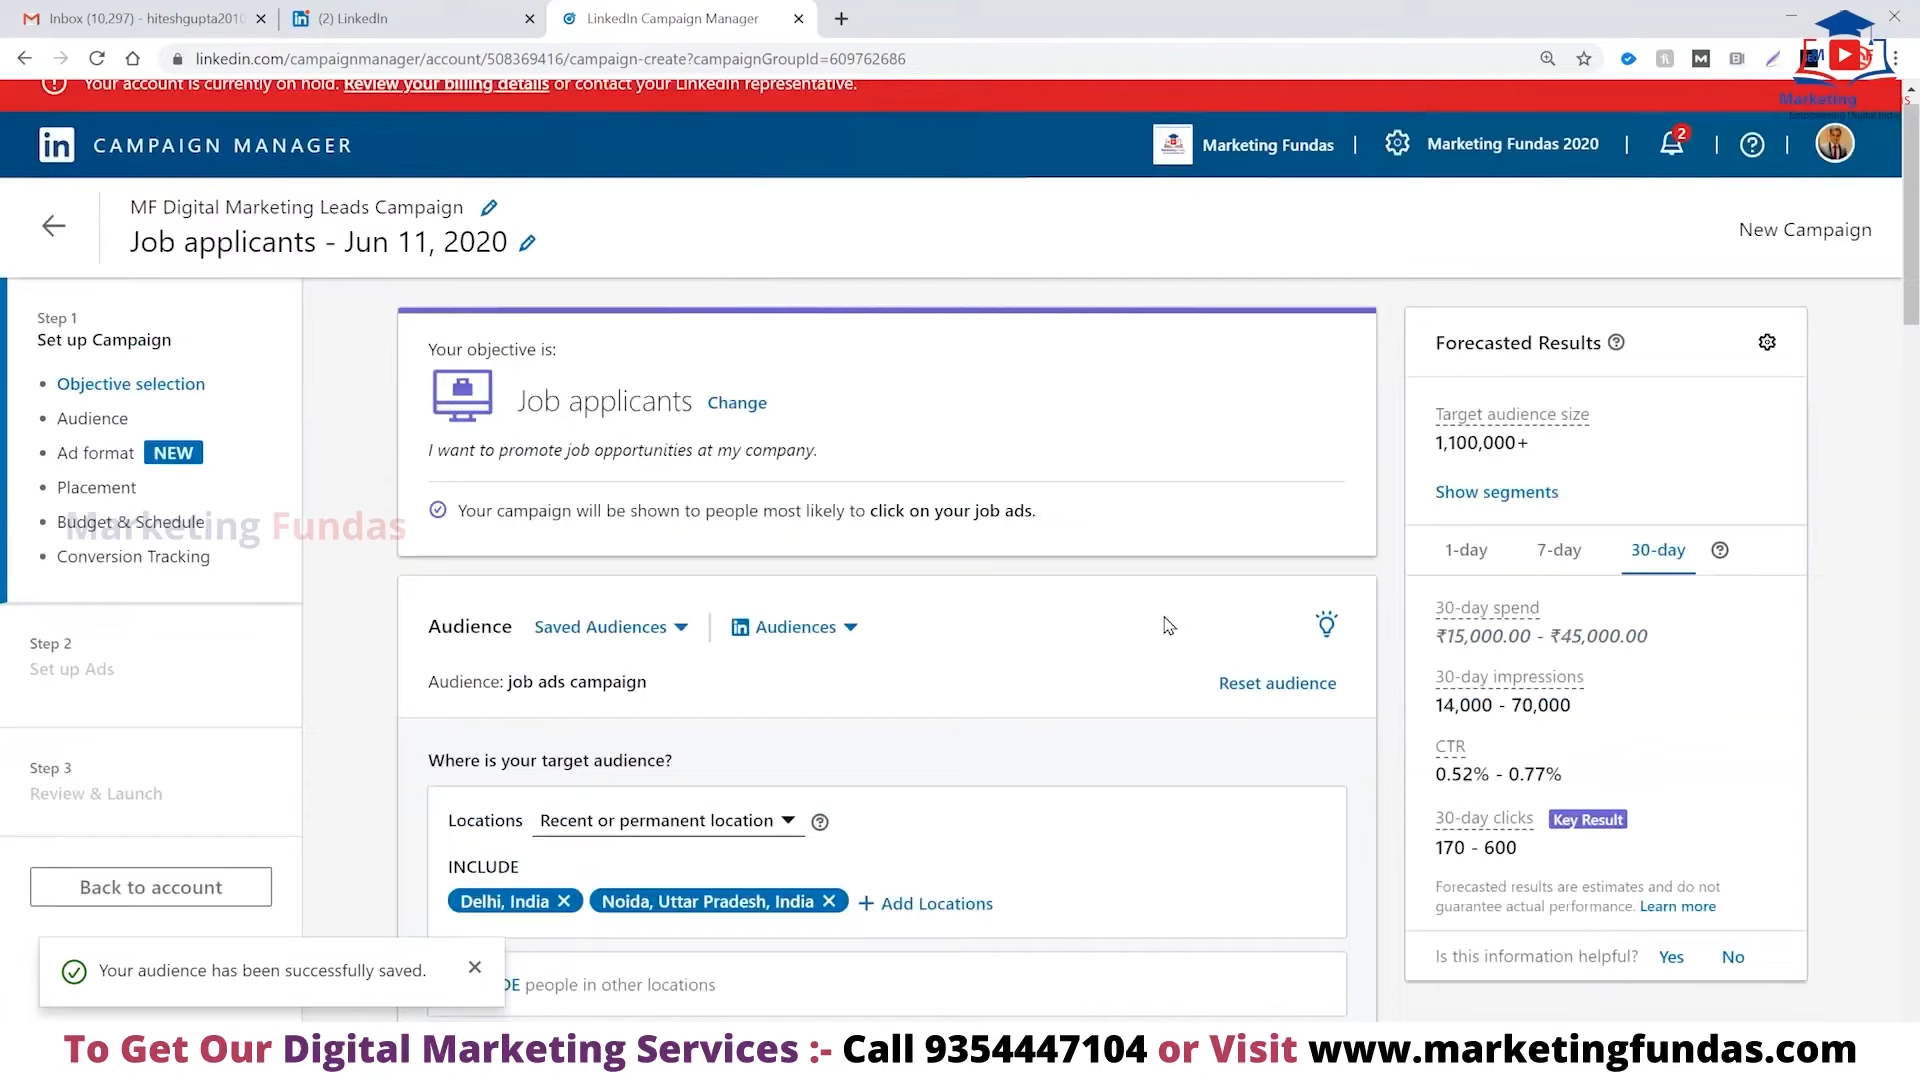 Inbox (10,297) - hiteshgupta2010
(2) LinkedIn
LinkedIn Campaign Manager
linkedin.com/campaignmanager/account/508369416/campaign-create?campaignGroupId=609762686
Your account is currently on hold. Review your billing details or contact your LinkedIn representative.
Marketing
in CAMPAIGN MANAGER
Marketing Fundas
Marketing Fundas 2020
2
MF Digital Marketing Leads Campaign
Job applicants - Jun 11, 2020
New Campaign
Step 1
Set up Campaign
Objective selection
Audience
Ad format NEW
Placement
Budget & Schedule
Conversion Tracking
Marketing Fundas
Step 2
Set up Ads
Step 3
Review & Launch
Back to account
Your audience has been successfully saved.
Your objective is:
Job applicants Change
I want to promote job opportunities at my company.
Your campaign will be shown to people most likely to click on your job ads.
Audience Saved Audiences in Audiences
Audience: job ads campaign
Reset audience
Where is your target audience?
Locations Recent or permanent location
INCLUDE
Delhi, India Noida, Uttar Pradesh, India + Add Locations
DE people in other locations
Forecasted Results
Target audience size
1,100,000+
Show segments
1-day 7-day 30-day
30-day spend
₹15,000.00 - ₹45,000.00
30-day impressions
14,000 - 70,000
CTR
0.52% - 0.77%
30-day clicks Key Result
170 - 600
Forecasted results are estimates and do not
guarantee actual performance. Learn more
Is this information helpful? Yes No
To Get Our Digital Marketing Services :- Call 9354447104 or Visit www.marketingfundas.com